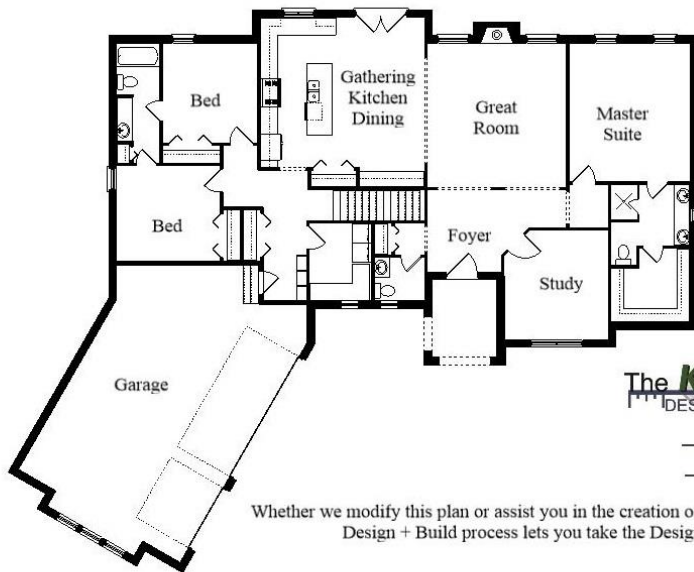 Bed
Gathering
Kitchen
Dining
Great
Room
Master
Suite
Bed
Foyer
Study
Garage
The
Whether we modify this plan or assist you in the creation o
Design + Build process lets you take the Desig